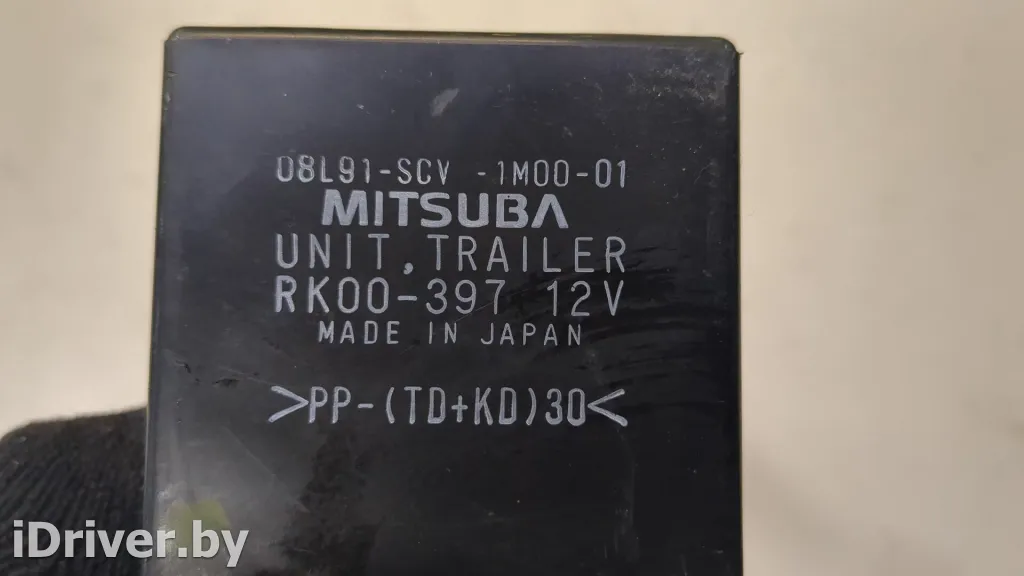 08L91-SCV -1M00-01
MITSUBA
UNIT, TRAILER
RK00-397 12V
MADE IN JAPAN
>PP-(TD+KD)30<
iDriver.by